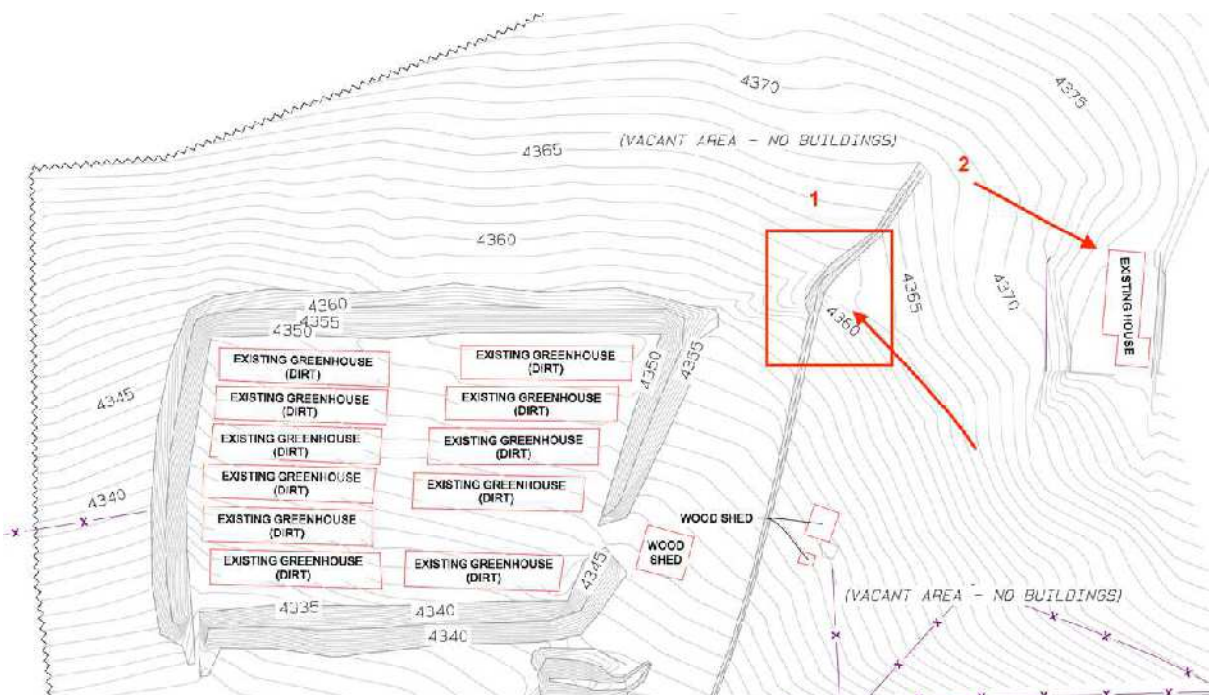 4370
4375
(VACANT AREA - NO BUILDINGS)
4365
2
1
4360
EXISTING HOUSE
4365
4370
4360
4360
4355
4350
4350
4355
EXISTING GREENHOUSE
(DIRT)
EXISTING GREENHOUSE
(DIRT)
EXISTING GREENHOUSE
(DIRT)
EXISTING GREENHOUSE
(DIRT)
4345
EXISTING GREENHOUSE
(DIRT)
EXISTING GREENHOUSE
(DIRT)
EXISTING GREENHOUSE
(DIRT)
EXISTING GREENHOUSE
(DIRT)
4340
EXISTING GREENHOUSE
(DIRT)
WOOD SHED
WOOD
SHED
EXISTING GREENHOUSE
(DIRT)
EXISTING GREENHOUSE
(DIRT)
4345
4335
4340
4340
(VACANT AREA - NO BUILDINGS)